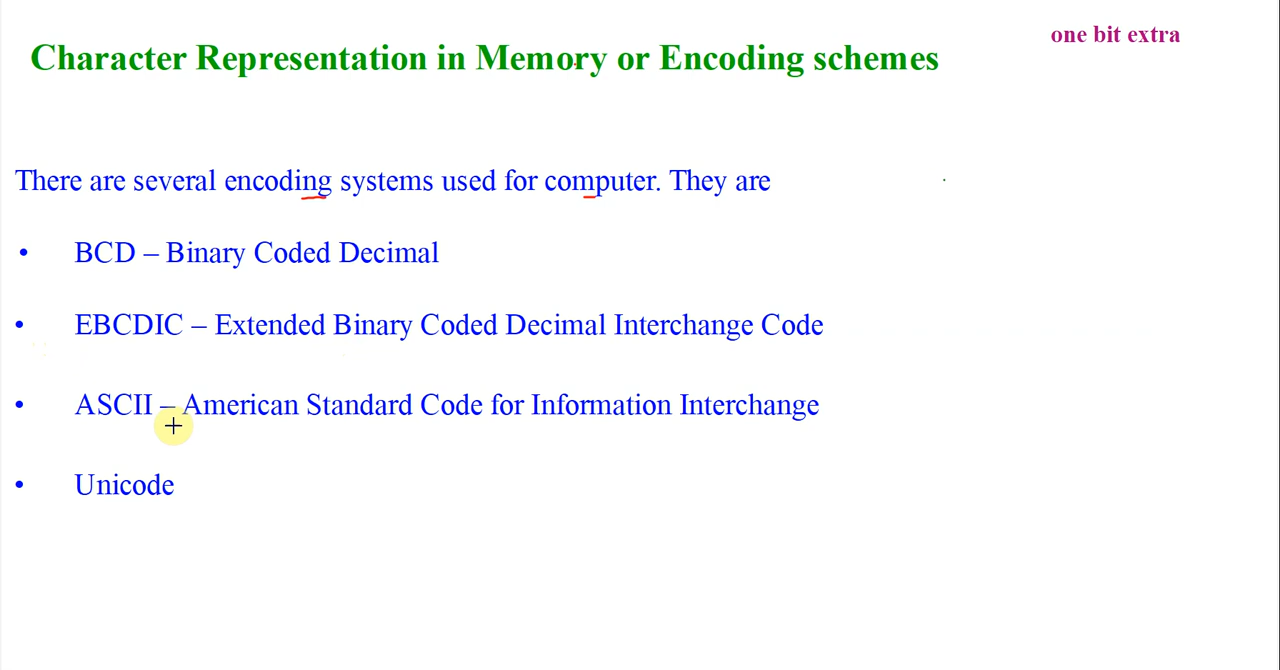 one bit extra
Character Representation in Memory or Encoding schemes
There are several encoding systems used for computer. They are
• BCD – Binary Coded Decimal
• EBCDIC – Extended Binary Coded Decimal Interchange Code
• ASCII – American Standard Code for Information Interchange
• Unicode